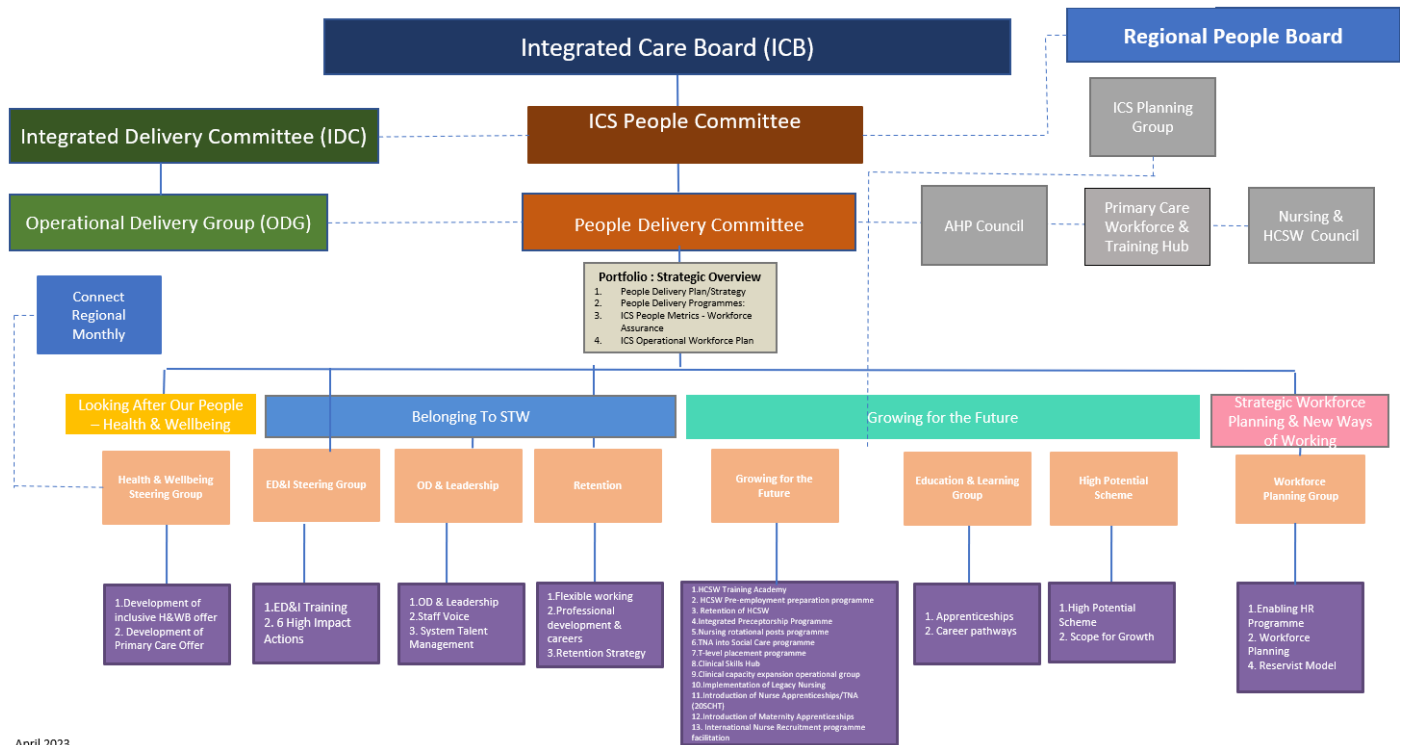 Integrated Care Board (ICB)
Regional People Board
ICS Planning
Group
Integrated Delivery Committee (IDC)
ICS People Committee
Operational Delivery Group (ODG)
People Delivery Committee
AHP Council
Primary Care
Workforce &
Training Hub
Nursing &
HCSW Council
Portfolio : Strategic Overview
1. People Delivery Plan/Strategy
2. People Delivery Programmes:
3. ICS People Metrics - Workforce
Assurance
4. ICS Operational Workforce Plan
Connect
Regional
Monthly
Looking After Our People
– Health & Wellbeing
Belonging To STW
Growing for the Future
Strategic Workforce
Planning & New Ways
of Working
Health & Wellbeing
Steering Group
ED&I Steering Group
OD & Leadership
Retention
Growing for the
Future
Education & Learning
Group
High Potential
Scheme
Workforce
Planning Group
1.Development of
inclusive H&WB offer
2. Development of
Primary Care Offer
1.ED&I Training
2. 6 High Impact
Actions
1.OD & Leadership
2.Staff Voice
3. System Talent
Management
1.Flexible working
2.Professional
development &
careers
3.Retention Strategy
1.HCSW Training Academy
2. HCSW Pre-employment preparation programme
3. Retention of HCSW
4.Integrated Preceptorship Programme
5.Nursing rotational posts programme
6.TNA into Social Care programme
7.T-level placement programme
8.Clinical Skills Hub
9.Clinical capacity expansion operational group
10.Implementation of Legacy Nursing
11.Introduction of Nurse Apprenticeships/TNA
(20SCHT)
12.Introduction of Maternity Apprenticeships
13. International Nurse Recruitment programme
facilitation
1. Apprenticeships
2. Career pathways
1.High Potential
Scheme
2. Scope for Growth
1.Enabling HR
Programme
2. Workforce
Planning
4. Reservist Model
April 2023